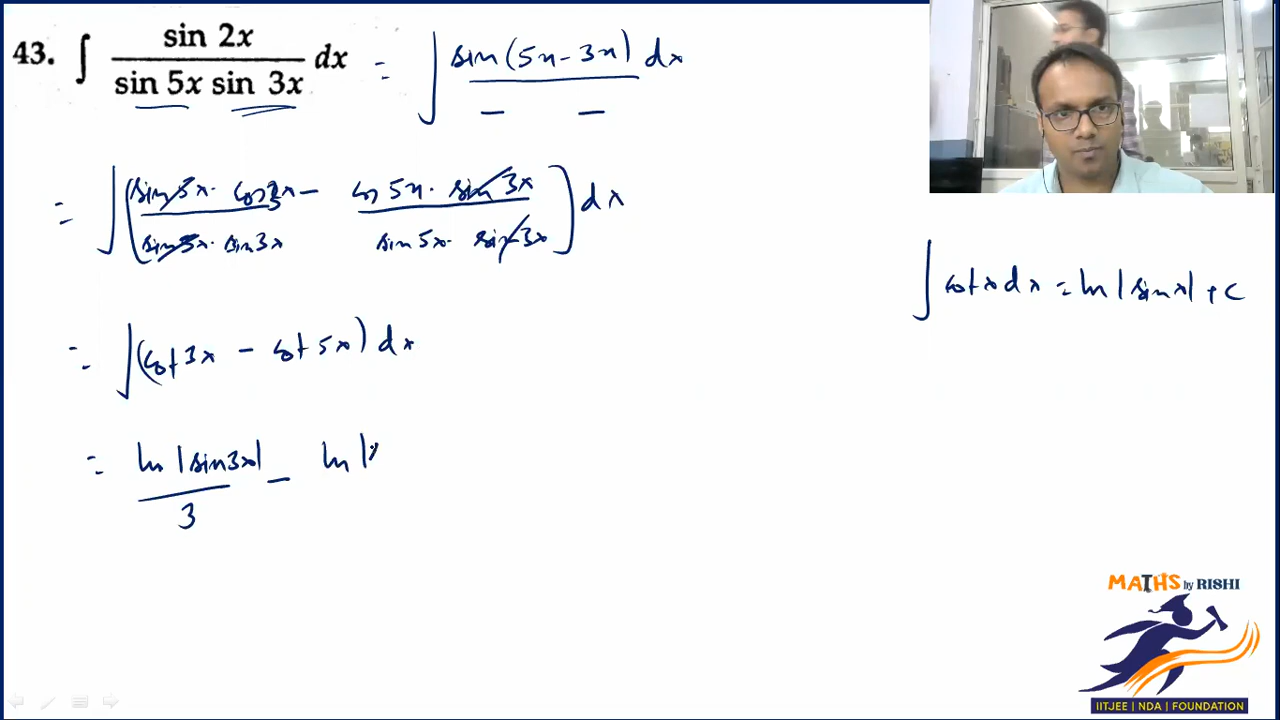 43. ∫ sin 2x / sin 5x sin 3x dx = ∫ sin(5x - 3x) dx / _ _
= ∫ [ sin 5x · cos 3x / sin 5x · sin 3x - cos 5x · sin 3x / sin 5x · sin 3x ] dx
∫ cot x dx = ln |sin x| + c
= ∫ (cot 3x - cot 5x) dx
= ln |sin 3x| / 3 - ln |
MATHS by RISHI
IITJEE | NDA | FOUNDATION